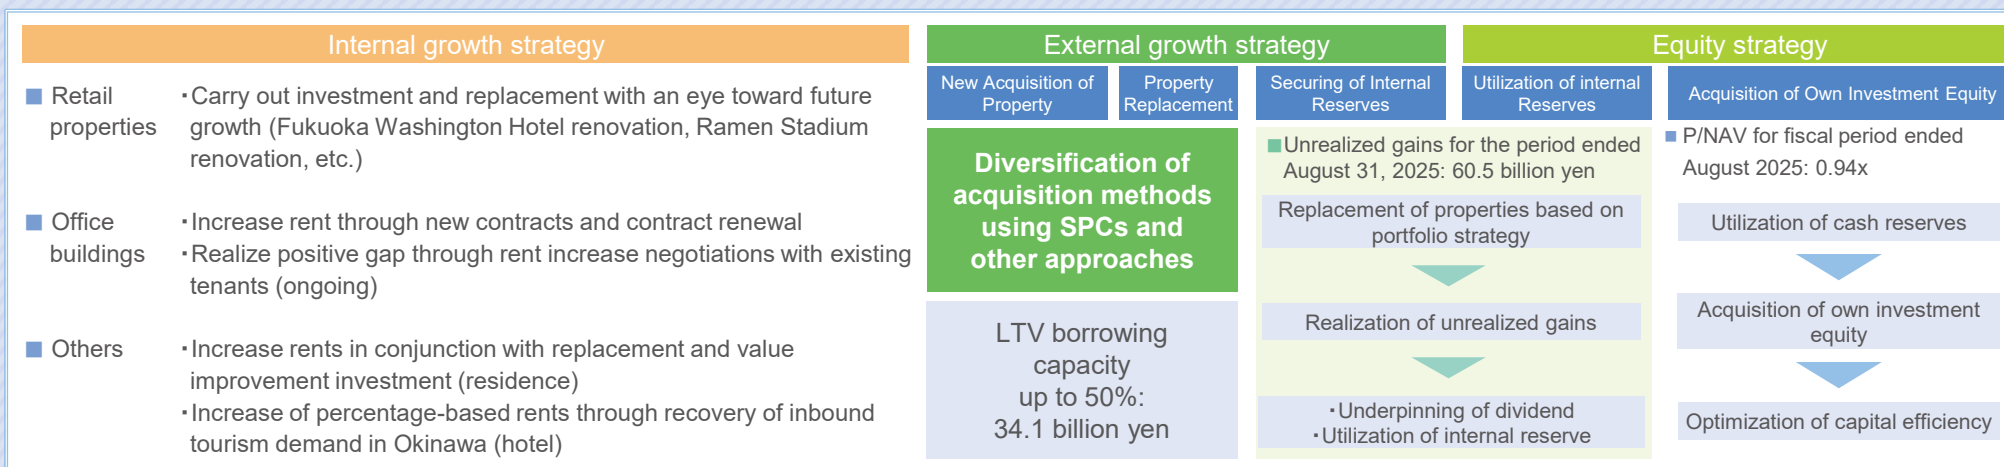 Internal growth strategy
■ Retail properties
・Carry out investment and replacement with an eye toward future
growth (Fukuoka Washington Hotel renovation, Ramen Stadium
renovation, etc.)
■ Office buildings
・Increase rent through new contracts and contract renewal
・Realize positive gap through rent increase negotiations with existing
tenants (ongoing)
■ Others
・Increase rents in conjunction with replacement and value
improvement investment (residence)
・Increase of percentage-based rents through recovery of inbound
tourism demand in Okinawa (hotel)
External growth strategy
New Acquisition of
Property
Property
Replacement
Securing of Internal
Reserves
Diversification of
acquisition methods
using SPCs and
other approaches
LTV borrowing
capacity
up to 50%:
34.1 billion yen
Equity strategy
Utilization of internal
Reserves
Acquisition of Own Investment Equity
■Unrealized gains for the period ended
August 31, 2025: 60.5 billion yen
Replacement of properties based on
portfolio strategy
Realization of unrealized gains
・Underpinning of dividend
・Utilization of internal reserve
■ P/NAV for fiscal period ended
August 2025: 0.94x
Utilization of cash reserves
Acquisition of own investment
equity
Optimization of capital efficiency